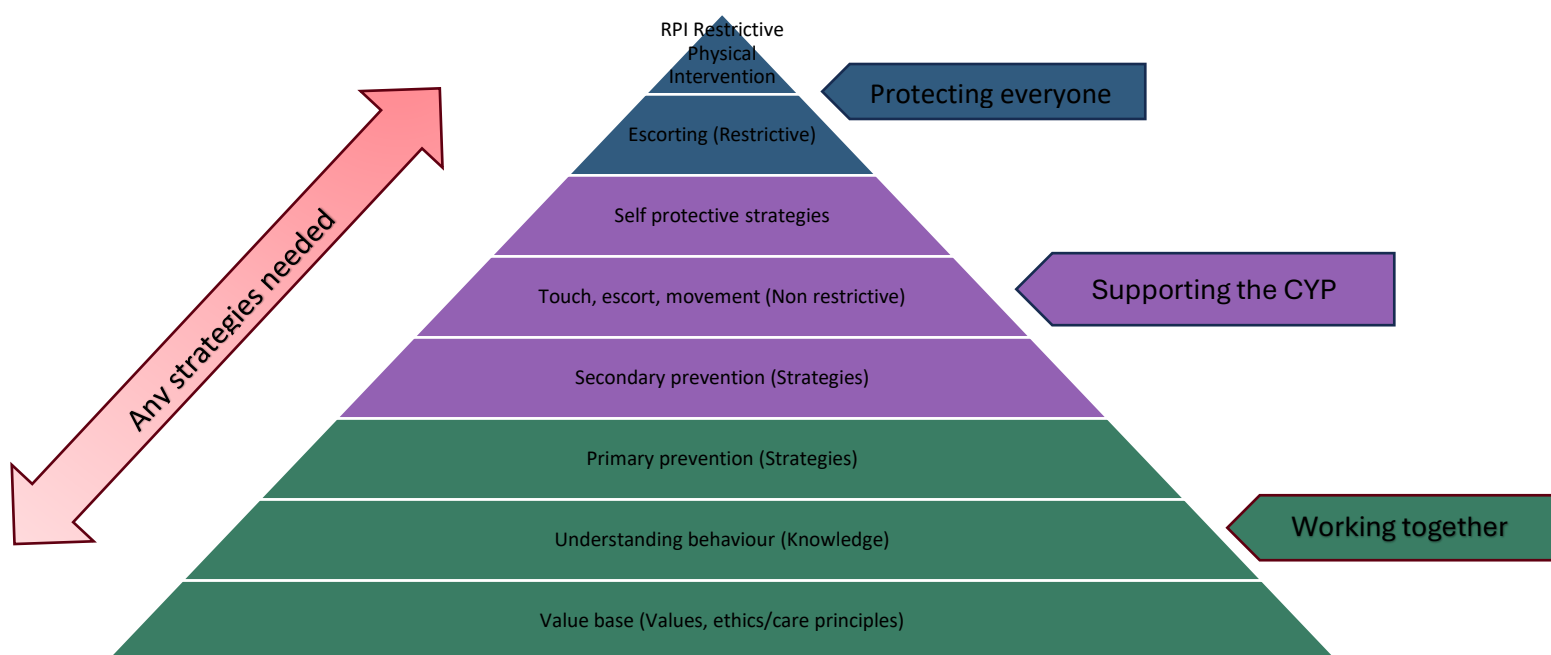 RPI Restrictive
Physical
Intervention
Protecting everyone
Escorting (Restrictive)
Self protective strategies
Any strategies needed
Touch, escort, movement (Non restrictive)
Supporting the CYP
Secondary prevention (Strategies)
Primary prevention (Strategies)
Understanding behaviour (Knowledge)
Working together
Value base (Values, ethics/care principles)